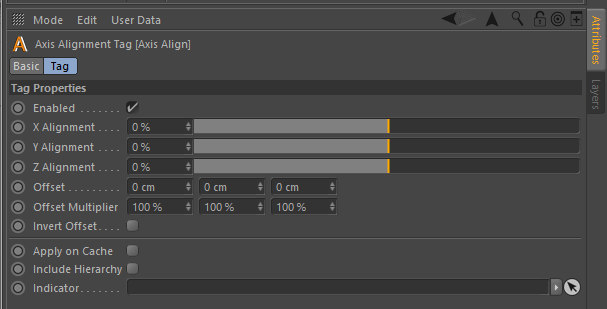 Mode Edit User Data
Axis Alignment Tag [Axis Align]
Basic Tag
Tag Properties
Enabled . . . . . . .
X Alignment . . . . 0 %
Y Alignment . . . . 0 %
Z Alignment . . . . 0 %
Offset . . . . . . . . . 0 cm 0 cm 0 cm
Offset Multiplier 100 % 100 % 100 %
Invert Offset. . . .
Apply on Cache
Include Hierarchy
Indicator . . . . . . .
Attributes
Layers